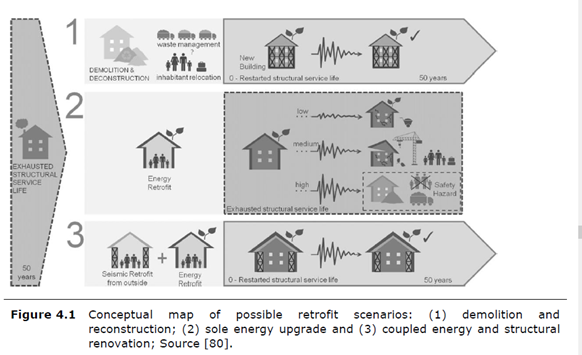 1
waste management
?
DEMOLITION &
DECONSTRUCTION
inhabitant relocation
New
Building
0 - Restarted structural service life
50 years
2
EXHAUSTED
STRUCTURAL
SERVICE
LIFE
50
years
Energy
Retrofit
low
medium
high
Safety
Hazard
Exhausted structural service life
3
Seismic Retrofit
from outside
+
Energy
Retrofit
0 - Restarted structural service life
50 years
Figure 4.1 Conceptual map of possible retrofit scenarios: (1) demolition and
reconstruction; (2) sole energy upgrade and (3) coupled energy and structural
renovation; Source [80].